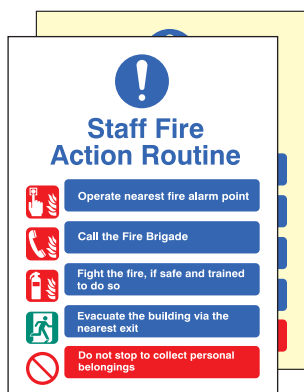 Staff Fire
Action Routine
Operate nearest fire alarm point
Call the Fire Brigade
Fight the fire, if safe and trained
to do so
Evacuate the building via the
nearest exit
Do not stop to collect personal
belongings